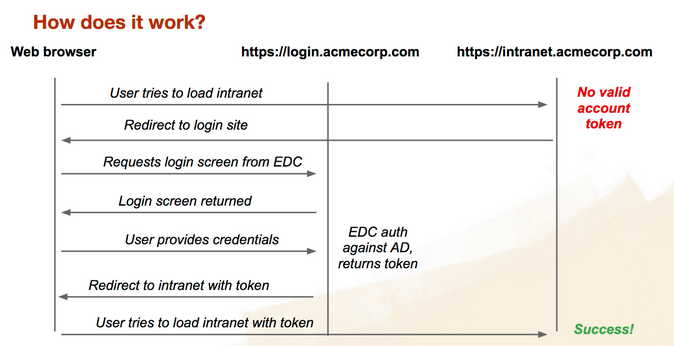 How does it work?
Web browser
https://login.acmecorp.com
https://intranet.acmecorp.com
User tries to load intranet
No valid
account
token
Redirect to login site
Requests login screen from EDC
Login screen returned
User provides credentials
EDC auth
against AD,
returns token
Redirect to intranet with token
User tries to load intranet with token
Success!